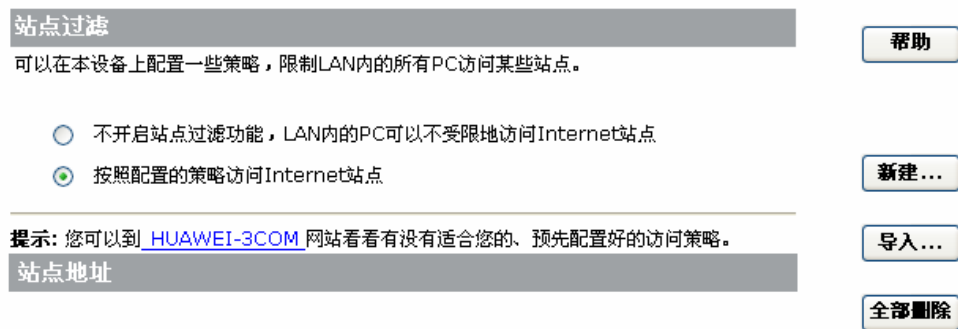 站点过滤
帮助
可以在本设备上配置一些策略，限制LAN内的所有PC访问某些站点。
不开启站点过滤功能，LAN内的PC可以不受限地访问Internet站点
按照配置的策略访问Internet站点
新建...
提示: 您可以到 HUAWEI-3COM 网站看看有没有适合您的、预先配置好的访问策略。
导入...
站点地址
全部删除